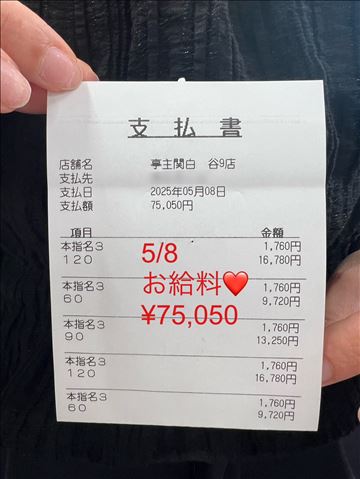 支払書
店舗名 亭主関白 谷9店
支払先
支払日 2025年05月08日
支払額 75,050円
項目 金額
本指名3 1,760円
120 16,780円
本指名3 1,760円
60 9,720円
本指名3 1,760円
90 13,250円
本指名3 1,760円
120 16,780円
本指名3 1,760円
60 9,720円
5/8
お給料❤
¥75,050